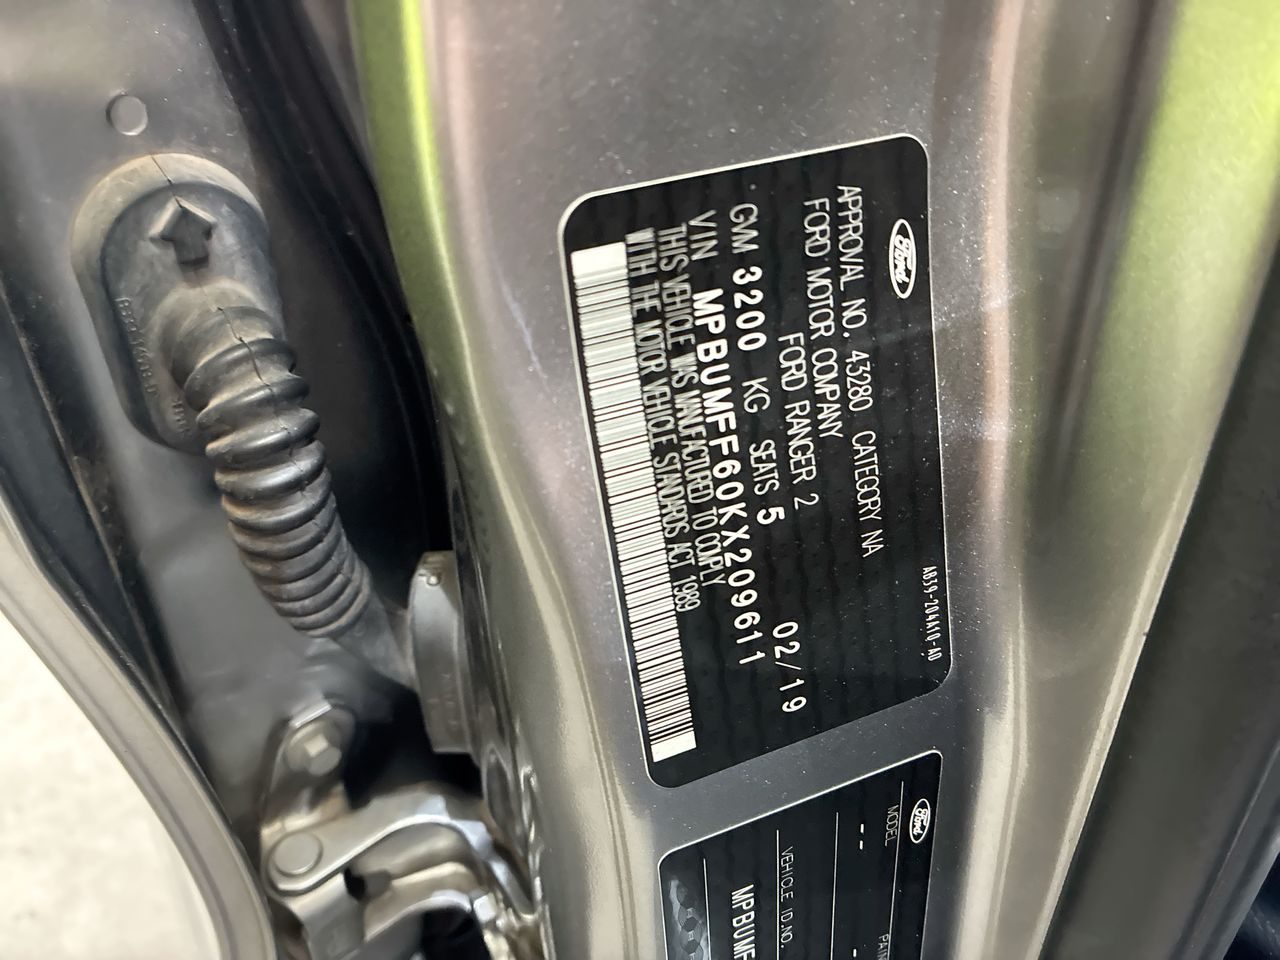 Ford
APPROVAL NO. 43280 CATEGORY NA
FORD MOTOR COMPANY
FORD RANGER 2
GVM 3200 KG SEATS 5 02/19
VIN MPBUMFF60KX209611
THIS VEHICLE WAS MANUFACTURED TO COMPLY
WITH THE MOTOR VEHICLE STANDARDS ACT 1989
AB39-204A10-AD
Ford
MODEL
--
VEHICLE ID.NO.
MPBUMF